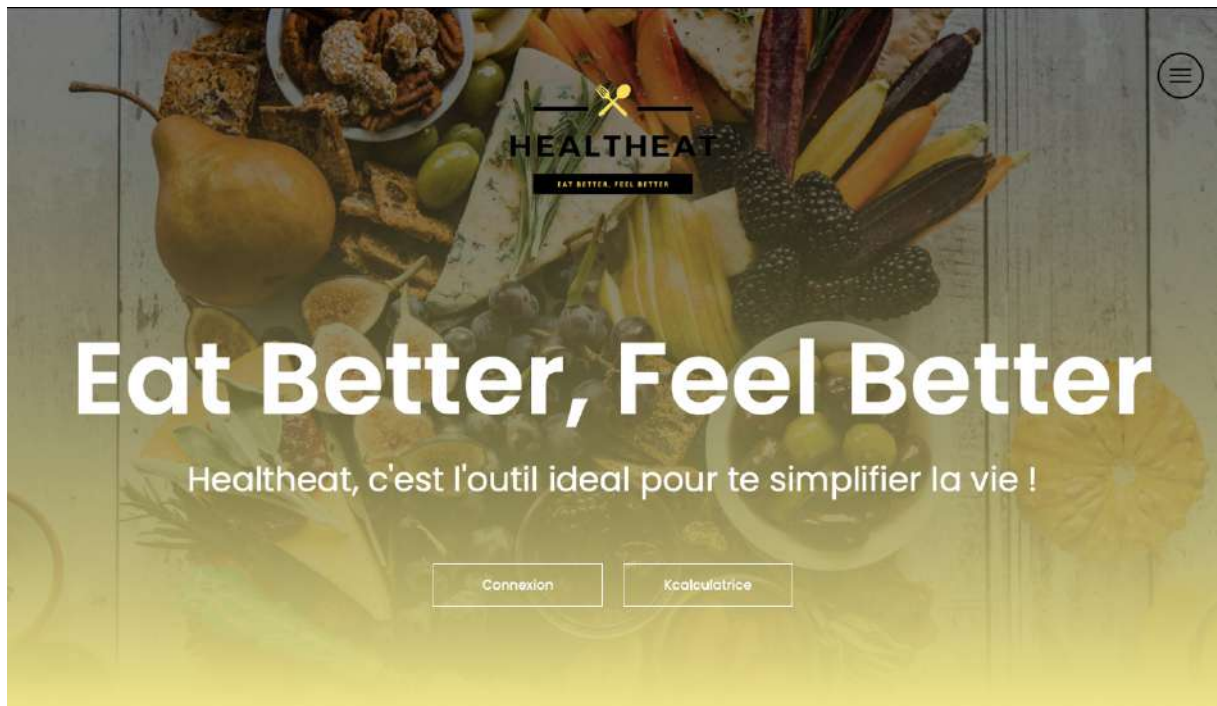 HEALTHEAT
EAT BETTER, FEEL BETTER
Eat Better, Feel Better
Healtheat, c'est l'outil ideal pour te simplifier la vie !
Connexion
Kcalculatrice